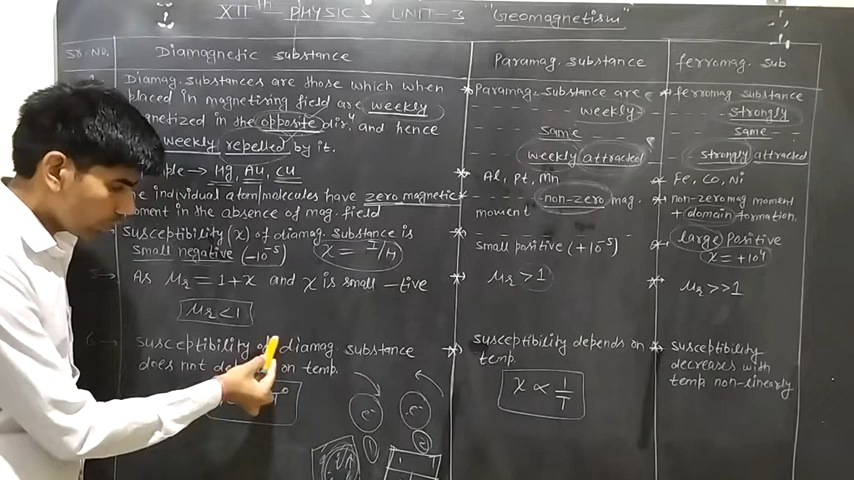 XIIth PHYSICS UNIT-3 "Geomagnetism"
SR. NO.
Diamagnetic substance
Diamag. substances are those which when
placed in magnetising field are weekly
magnetized in the opposite dirⁿ and hence
weekly repelled by it.
→ Hg, Au, Cu
individual atom/molecules have zero magnetic
moment in the absence of mag. field
susceptibility (χ) of diamag. substance is
small negative (-10⁻⁵) χ = I/H
5 → As μr = 1+χ and χ is small -tive
μr < 1
6 → susceptibility of diamag. substance
does not on temp.
e⁻ e⁻
1 2
Paramag. substance
Paramag. substance are
weekly
same
weekly attracted
Al, Pt, Mn
non-zero mag.
moment
small positive (+10⁻⁵)
μr > 1
susceptibility depends on
temp.
χ ∝ 1/T
ferromag. sub
ferromag substance
strongly
same
strongly attracted
Fe, Co, Ni
non-zero mag moment
+ domain formation.
large positive
χ = +10⁴
μr >> 1
susceptibility
decreases with
temp non-linearly